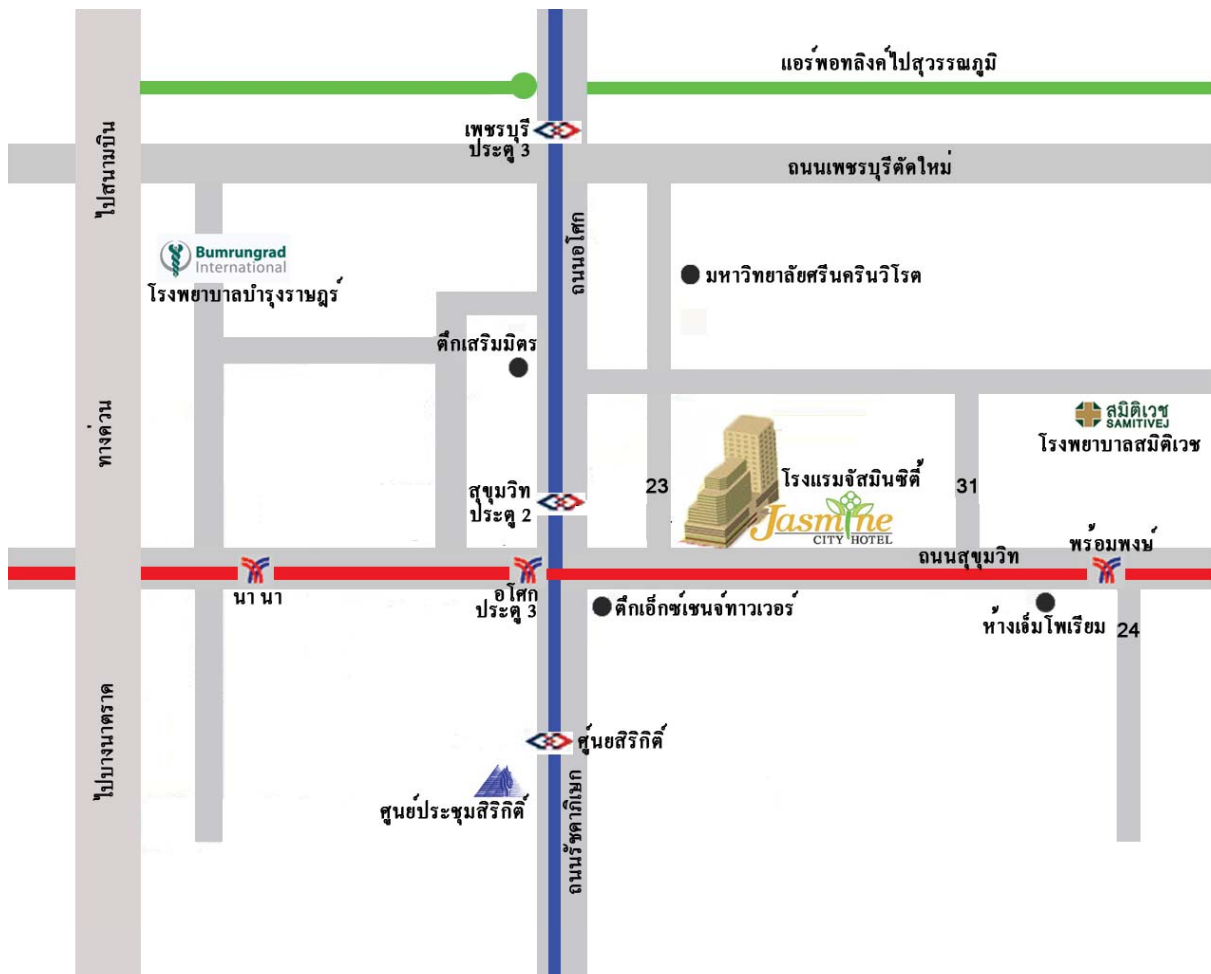 แอร์พอทลิงค์ไปสุวรรณภูมิ
เพชรบุรี
ประตู 3
ถนนเพชรบุรีตัดใหม่
ไปสนามบิน
Bumrungrad
International
โรงพยาบาลบำรุงราษฎร์
ถนนอโศก
มหาวิทยาลัยศรีนครินวิโรต
ตึกเสริมมิตร
ทางด่วน
สมิติเวช
SAMITIVEJ
โรงพยาบาลสมิติเวช
สุขุมวิท
ประตู 2
23
โรงแรมจัสมินซิตี้
Jasmine
CITY HOTEL
31
พร้อมพงษ์
ถนนสุขุมวิท
นา นา
อโศก
ประตู 3
ตึกเอ็กซ์เชนจ์ทาวเวอร์
ห้างเอ็มโพเรียม
24
ไปบางนาตราด
ศู้นยสิริกิติ์
ศูนย์ประชุมสิริกิติ์
ถนนรัชดาภิเษก